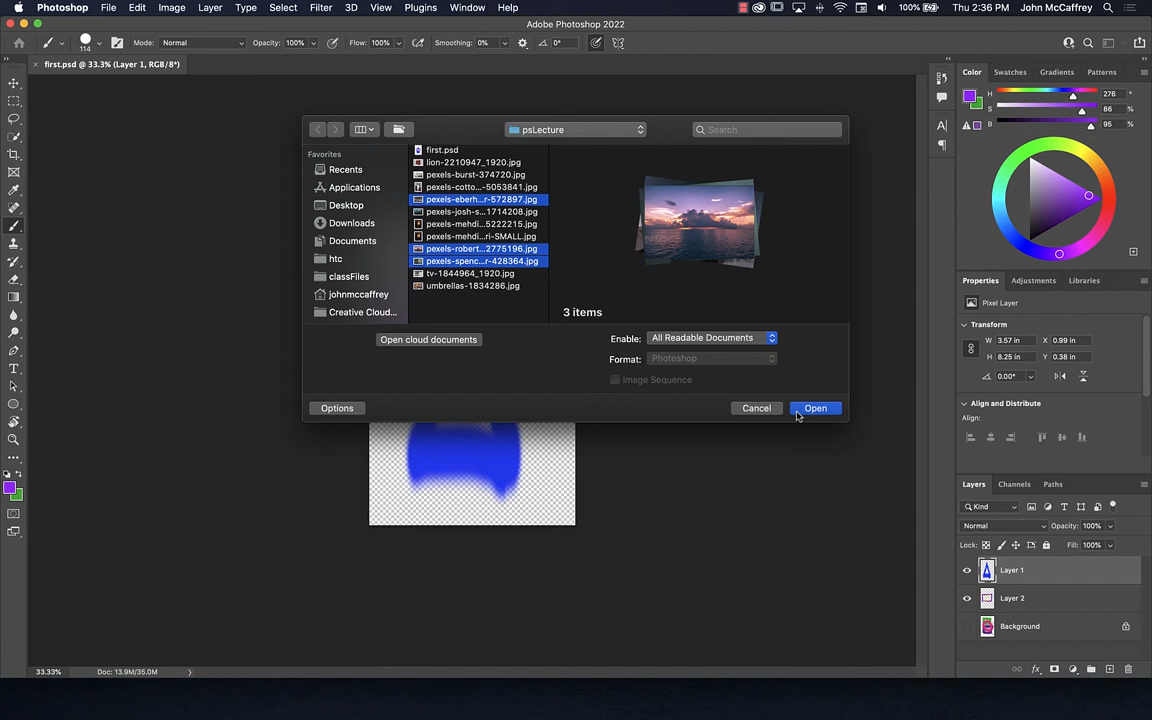 Photoshop File Edit Image Layer Type Select Filter 3D View Plugins Window Help 100% Thu 2:36 PM John McCaffrey
Adobe Photoshop 2022
114 Mode: Normal Opacity: 100% Flow: 100% Smoothing: 0% 0°
× first.psd @ 33.3% (Layer 1, RGB/8*)
Color Swatches Gradients Patterns
H 276 °
S 86 %
B 95 %
psLecture
Search
Favorites
Recents
Applications
Desktop
Downloads
Documents
htc
classFiles
johnmccaffrey
Creative Cloud...
first.psd
lion-2210947_1920.jpg
pexels-burst-374720.jpg
pexels-cotto...-5053841.jpg
pexels-eberh...r-572897.jpg
pexels-josh-s...1714208.jpg
pexels-mehdi...5222215.jpg
pexels-mehdi...ri-SMALL.jpg
pexels-robert...2775196.jpg
pexels-spenc...r-428364.jpg
tv-1844964_1920.jpg
umbrellas-1834286.jpg
3 items
Open cloud documents
Enable: All Readable Documents
Format: Photoshop
Image Sequence
Options
Cancel
Open
Properties Adjustments Libraries
Pixel Layer
Transform
W 3.57 in X 0.99 in
H 8.25 in Y 0.38 in
0.00°
Align and Distribute
Align:
Layers Channels Paths
Kind
Normal Opacity: 100%
Lock: Fill: 100%
Layer 1
Layer 2
Background
fx
33.33% Doc: 13.9M/35.0M